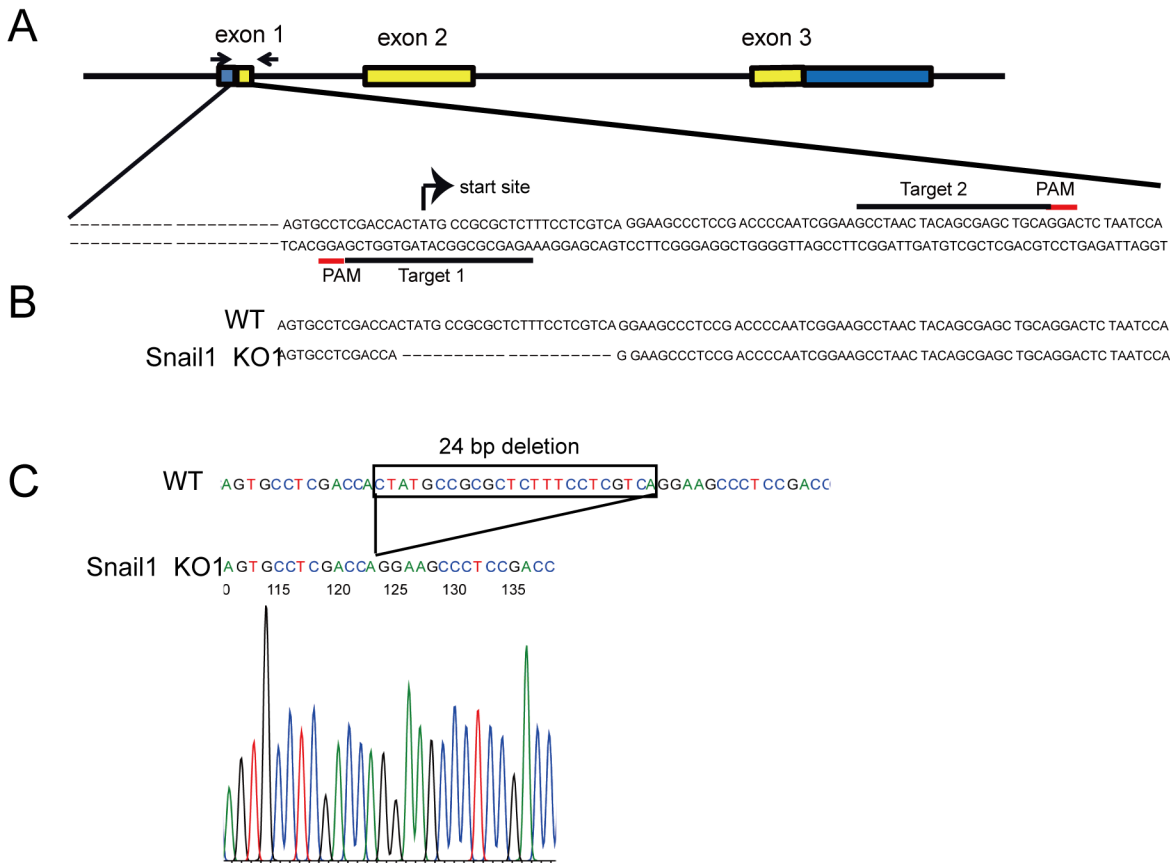 A
exon 1
exon 2
exon 3
start site
Target 2
PAM
AGTGCCTCGACCACTATG CCGCGCTCTTTCCTCGTCA GGAAGCCCTCCG ACCCCAATCGGAAGCCTAAC TACAGCGAGC TGCAGGACTC TAATCCA
TCACGGAGCTGGTGATACGGCGCGAGAAAGGAGCAGTCCTTCGGGAGGCTGGGGTTAGCCTTCGGATTGATGTCGCTCGACGTCCTGAGATTAGGT
PAM
Target 1
B
WT
AGTGCCTCGACCACTATG CCGCGCTCTTTCCTCGTCA GGAAGCCCTCCG ACCCCAATCGGAAGCCTAAC TACAGCGAGC TGCAGGACTC TAATCCA
Snail1 KO1
AGTGCCTCGACCA –––––––––––––––––––––––– G GAAGCCCTCCG ACCCCAATCGGAAGCCTAAC TACAGCGAGC TGCAGGACTC TAATCCA
C
24 bp deletion
WT
AGTGCCTCGACCACTATGCCGCGCTCTTTCCTCGTCAGGAAGCCCTCCGACC
Snail1 KO1
AGTGCCTCGACCAGGAAGCCCTCCGACC
0 115 120 125 130 135